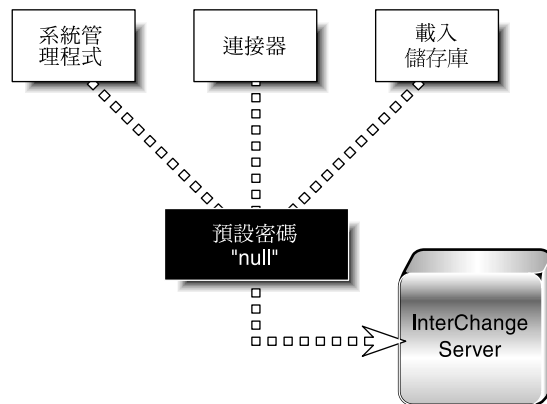 系統管
理程式
連接器
載入
儲存庫
預設密碼
"null"
InterChange
Server